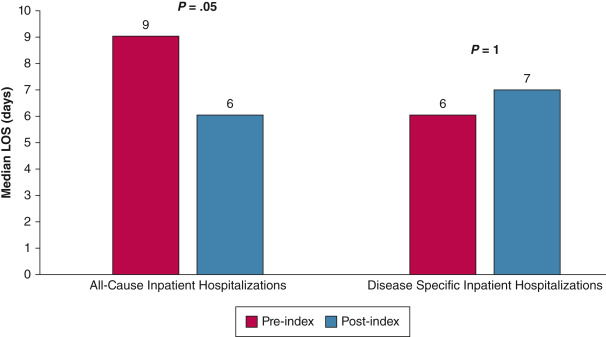 P = .05
P = 1
Median LOS (days)
10
9
8
7
6
5
4
3
2
1
0
9
6
6
7
All-Cause Inpatient Hospitalizations
Disease Specific Inpatient Hospitalizations
Pre-index
Post-index